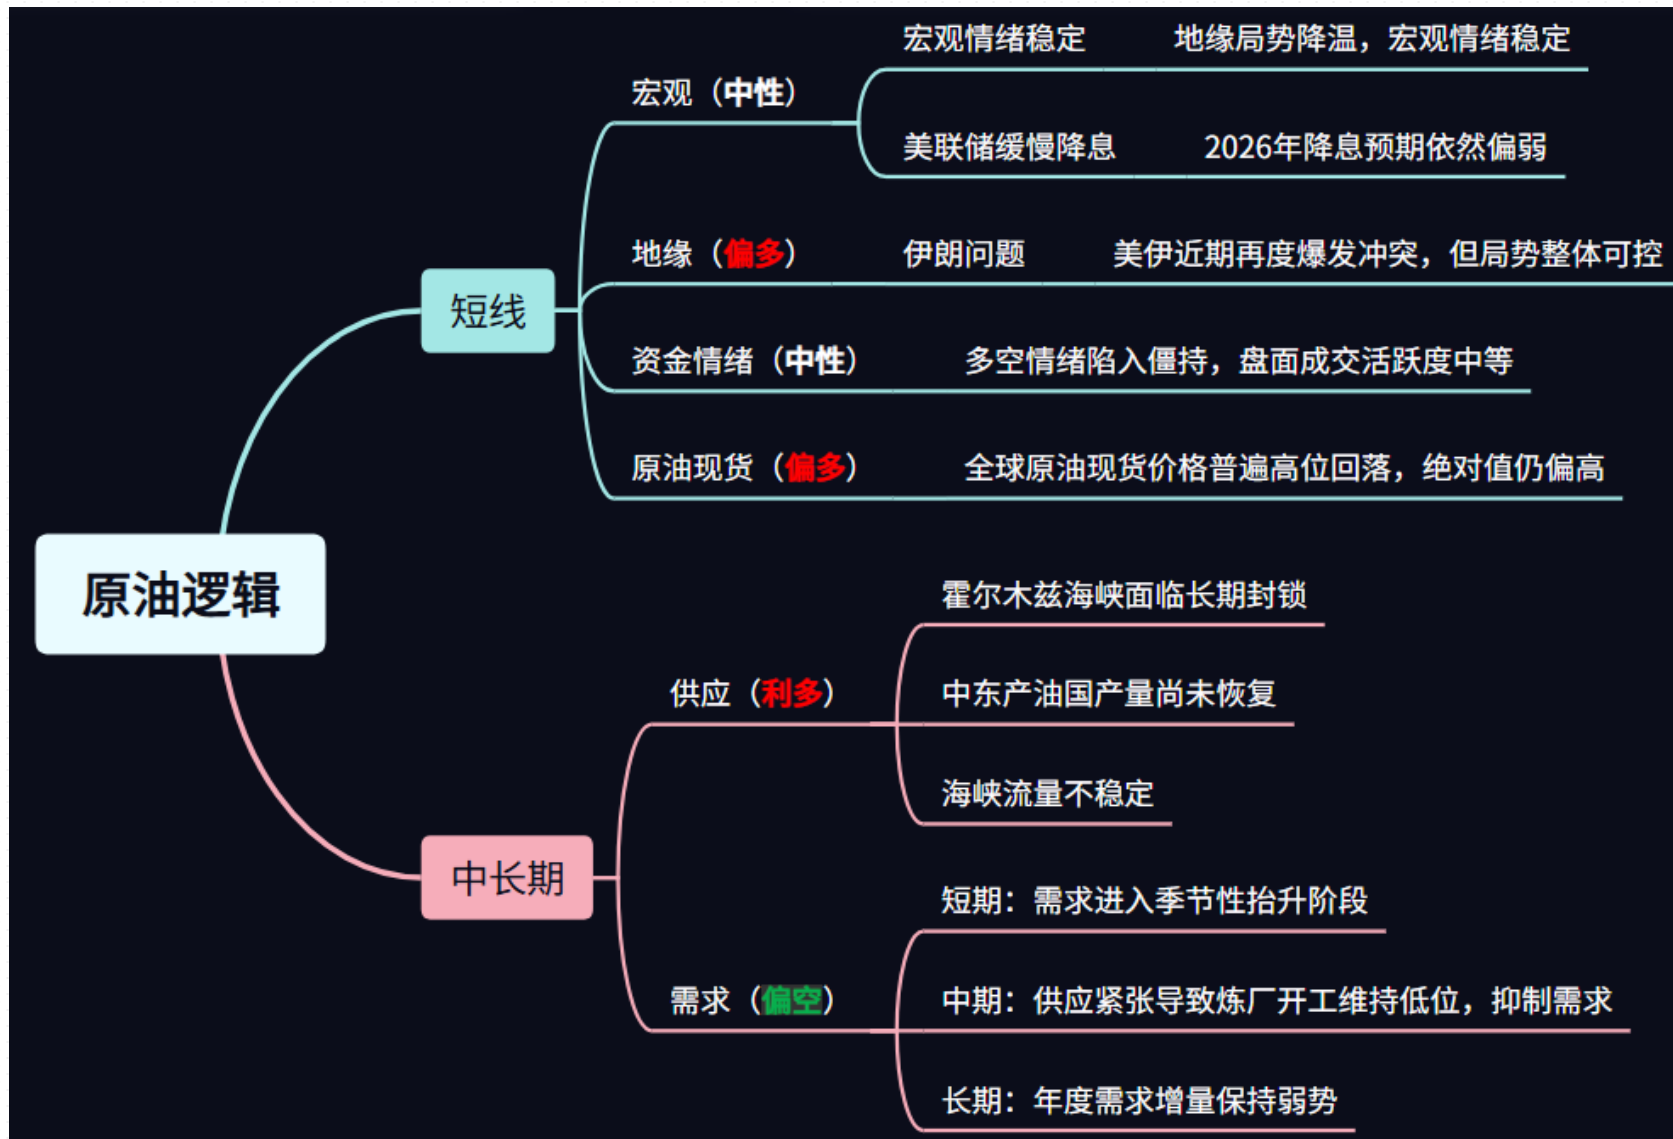 原油逻辑
短线
宏观（中性）
宏观情绪稳定
地缘局势降温，宏观情绪稳定
美联储缓慢降息
2026年降息预期依然偏弱
地缘（偏多）
伊朗问题
美伊近期再度爆发冲突，但局势整体可控
资金情绪（中性）
多空情绪陷入僵持，盘面成交活跃度中等
原油现货（偏多）
全球原油现货价格普遍高位回落，绝对值仍偏高
中长期
供应（利多）
霍尔木兹海峡面临长期封锁
中东产油国产量尚未恢复
海峡流量不稳定
需求（偏空）
短期：需求进入季节性抬升阶段
中期：供应紧张导致炼厂开工维持低位，抑制需求
长期：年度需求增量保持弱势